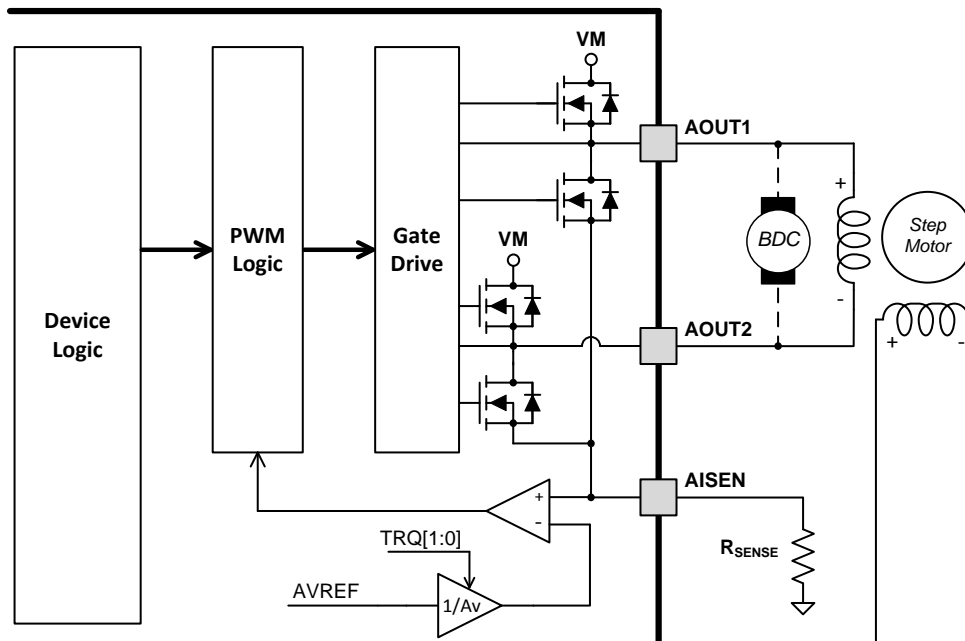 VM
AOUT1
+
BDC
Step
Motor
-
PWM
Logic
Gate
Drive
VM
Device
Logic
AOUT2
+
-
AISEN
+
-
RSENSE
TRQ[1:0]
AVREF
1/Av